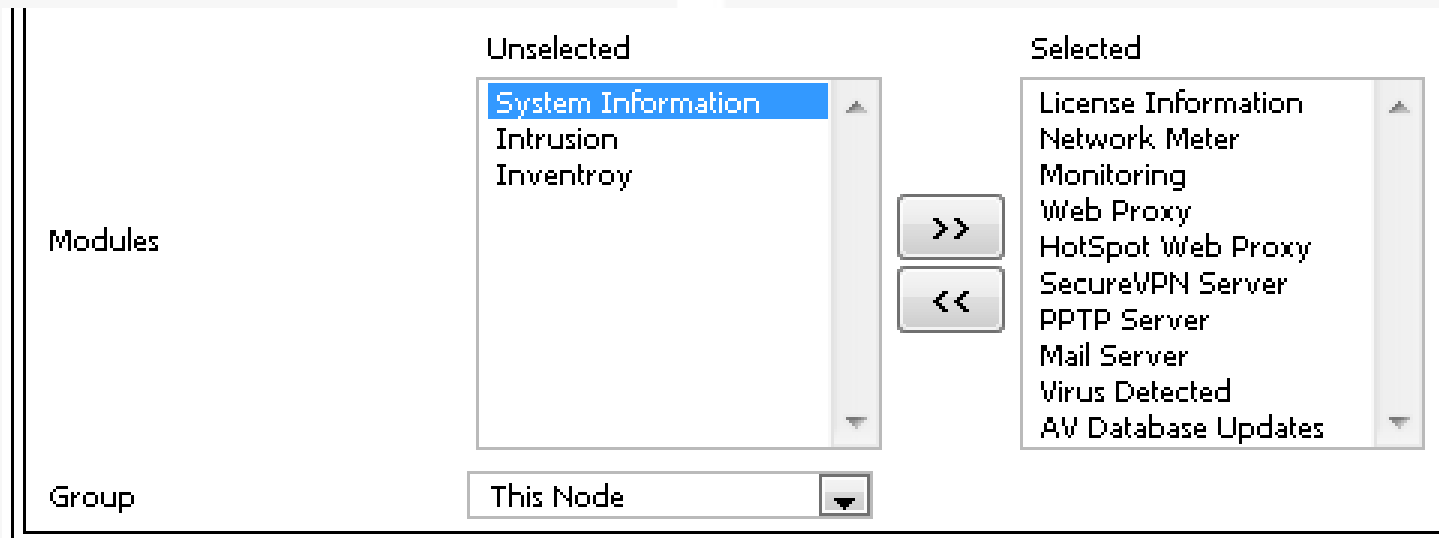 Unselected
Selected
System Information
Intrusion
Inventroy
License Information
Network Meter
Monitoring
Web Proxy
HotSpot Web Proxy
SecureVPN Server
PPTP Server
Mail Server
Virus Detected
AV Database Updates
Modules
>>
<<
Group
This Node